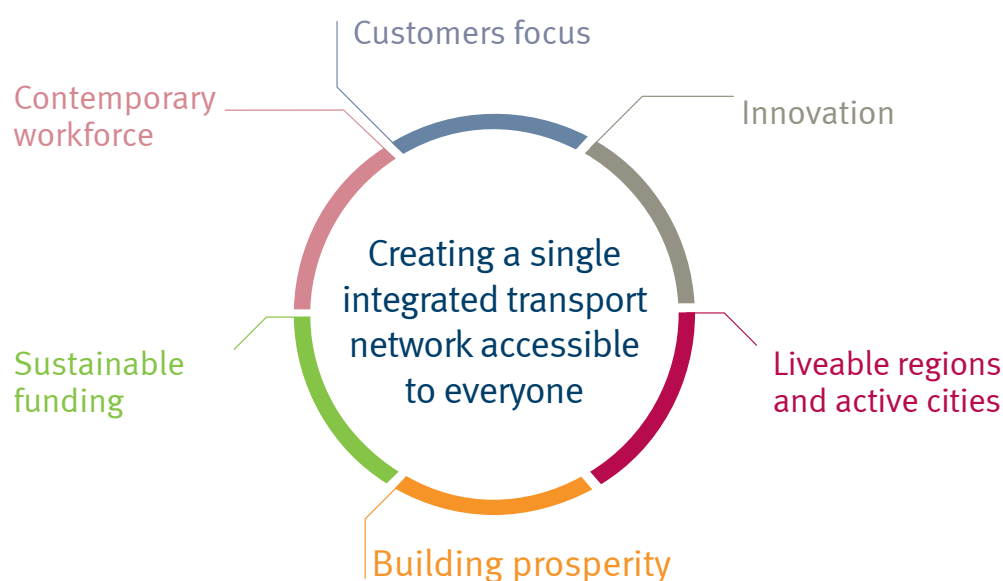 Customers focus
Contemporary
workforce
Innovation
Creating a single
integrated transport
network accessible
to everyone
Sustainable
funding
Liveable regions
and active cities
Building prosperity